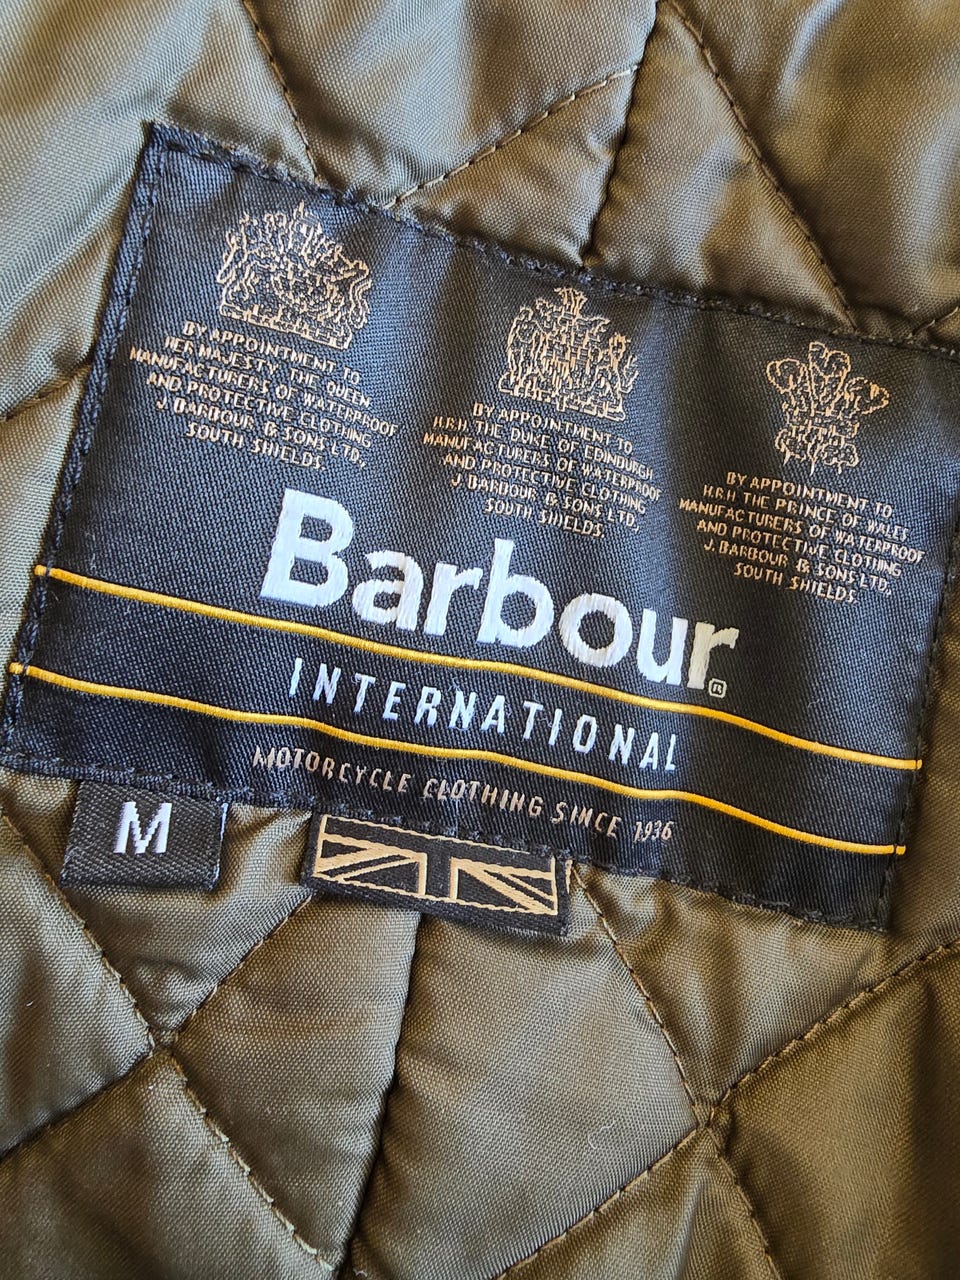 BY APPOINTMENT TO
HER MAJESTY THE QUEEN
MANUFACTURERS OF WATERPROOF
AND PROTECTIVE CLOTHING
J BARBOUR & SONS LTD,
SOUTH SHIELDS.
BY APPOINTMENT TO
H.R.H. THE DUKE OF EDINBURGH
MANUFACTURERS OF WATERPROOF
AND PROTECTIVE CLOTHING
J BARBOUR & SONS LTD,
SOUTH SHIELDS.
BY APPOINTMENT TO
H.R.H THE PRINCE OF WALES
MANUFACTURERS OF WATERPROOF
AND PROTECTIVE CLOTHING
J. BARBOUR & SONS LTD,
SOUTH SHIELDS
Barbour®
INTERNATIONAL
MOTORCYCLE CLOTHING SINCE 1936
M